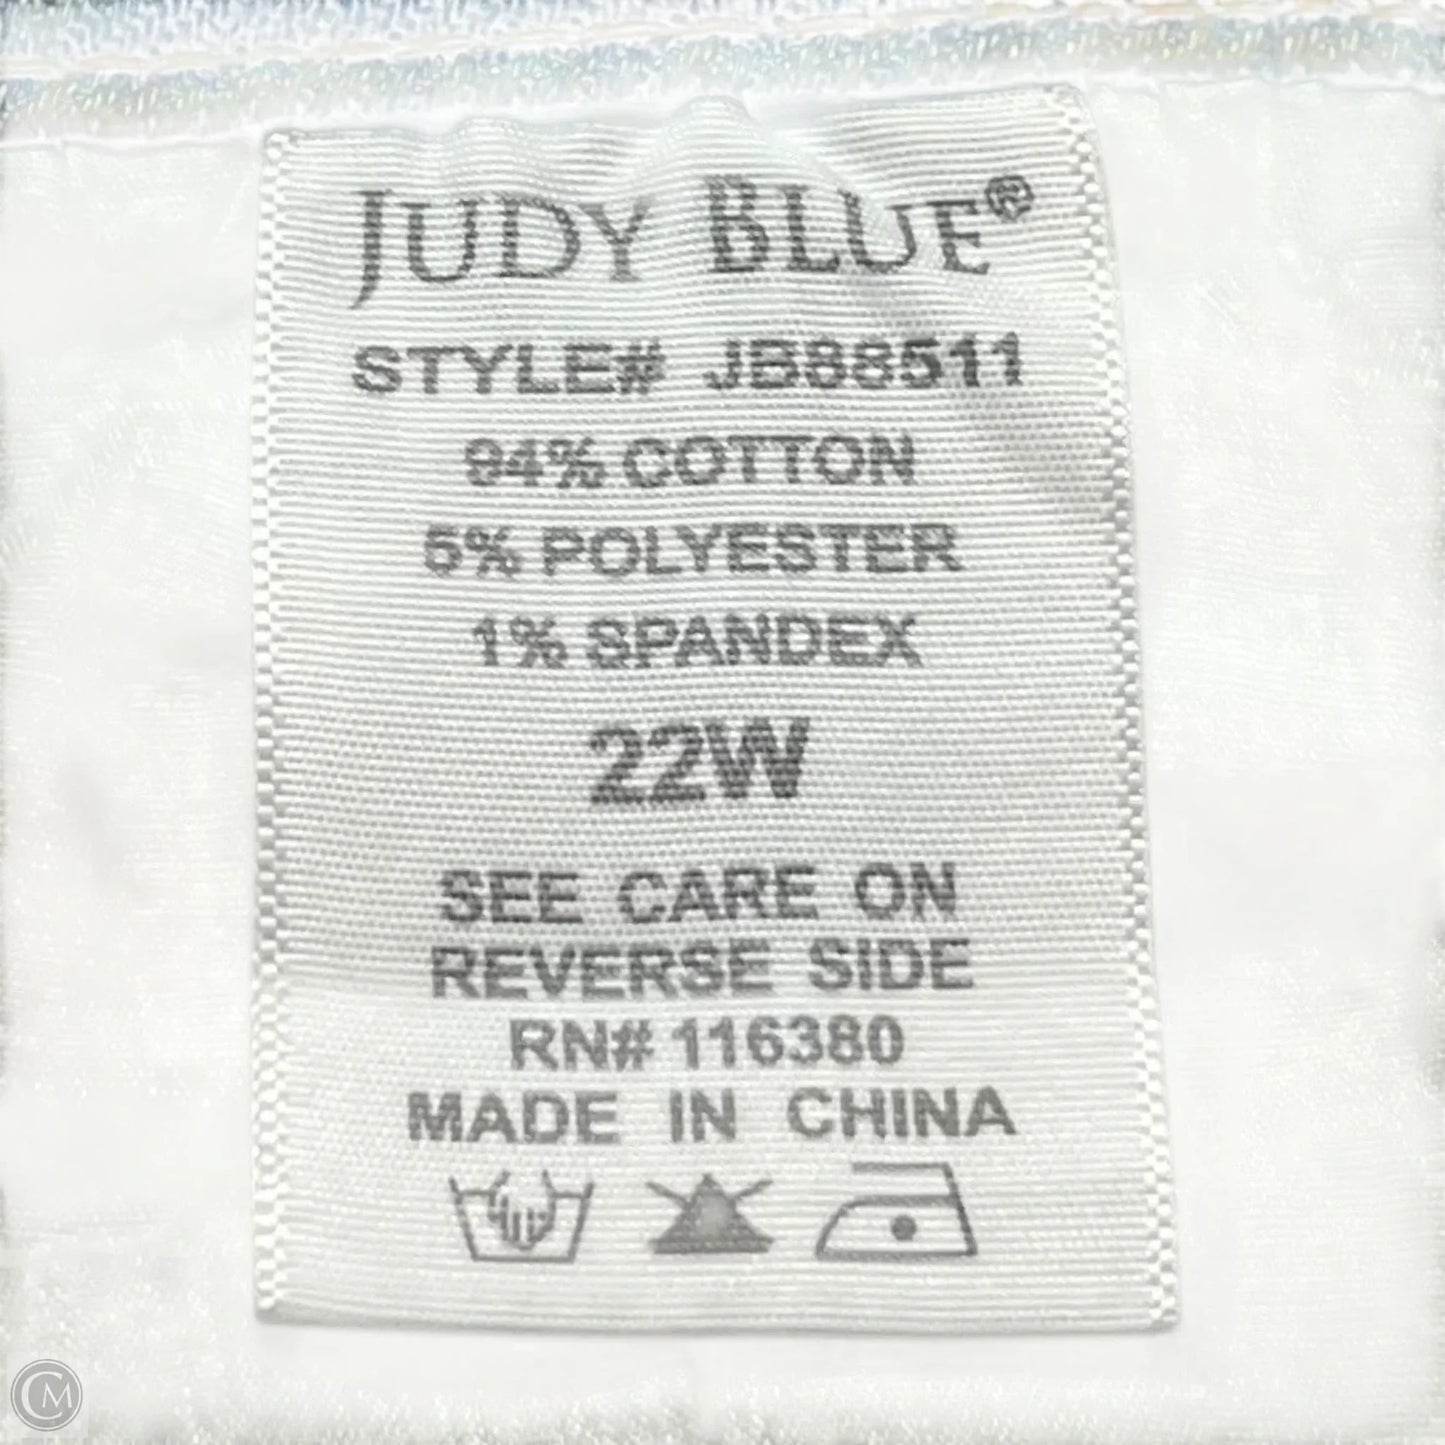 JUDY BLUE®
STYLE# JB88511
94% COTTON
5% POLYESTER
1% SPANDEX
22W
SEE CARE ON
REVERSE SIDE
RN# 116380
MADE IN CHINA
CM